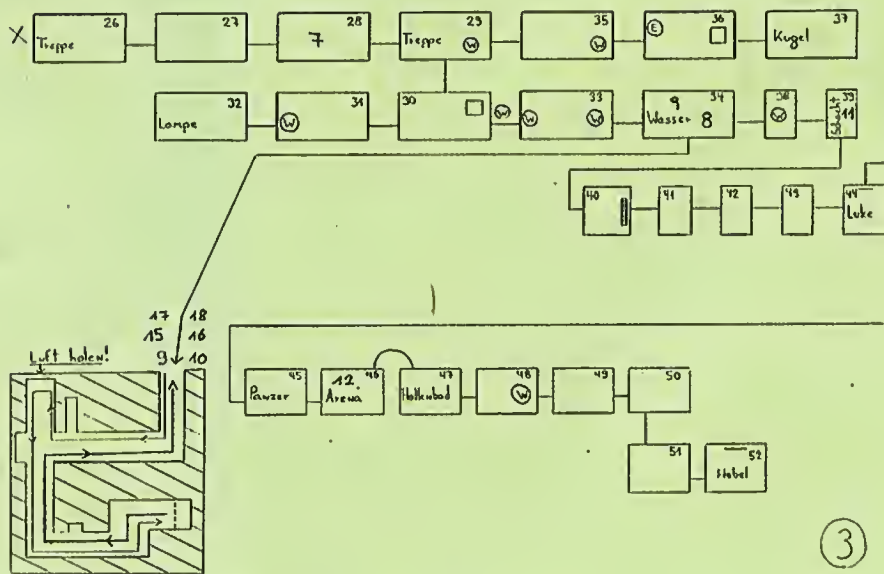 X
26 27 28 29 35 36 37
Treppe 7 Treppe W W E Kugel
32 31 30 33 34 38 39
Lampe W W W W Wasser 9 8 W Schacht 11
40 41 42 43 44
Luke
17 18
15 16
9 10
Luft holen!
45 46 47 48 49 50
Panzer 12. Arena W
51 52
Hebel
3